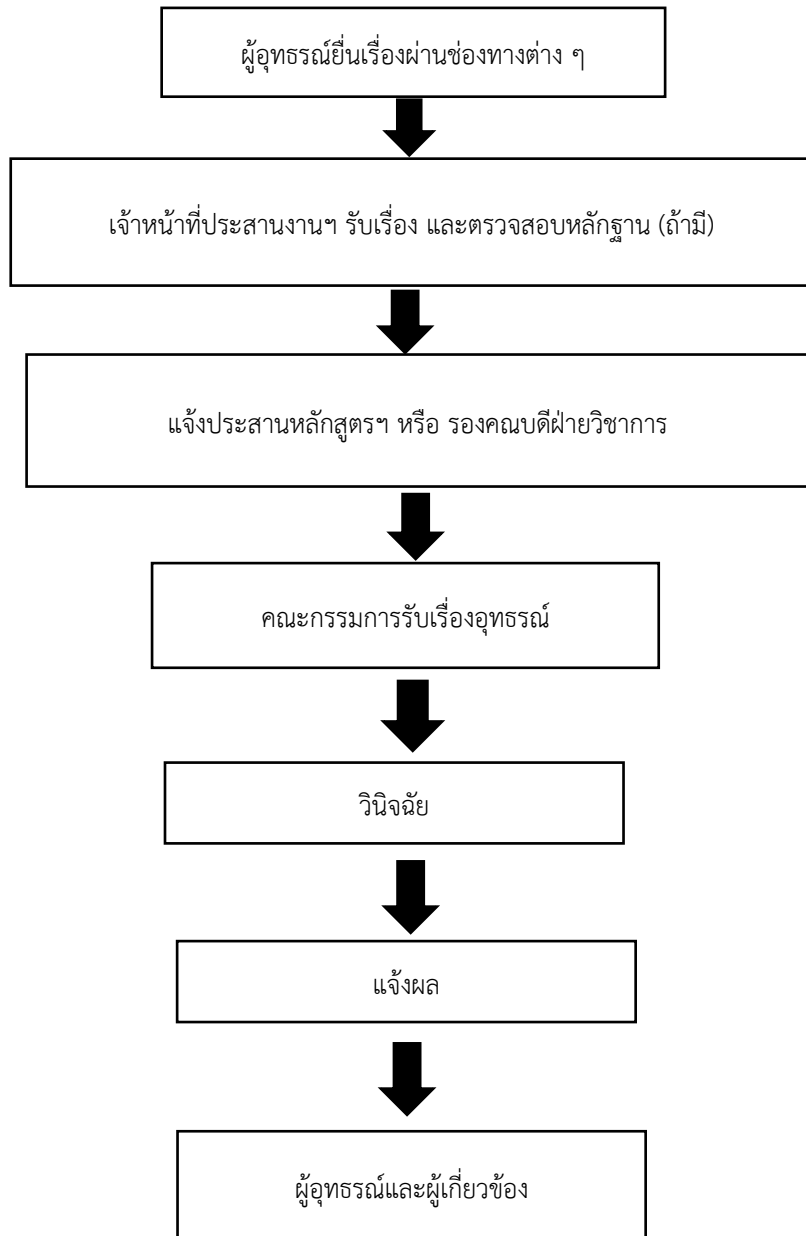 ผู้อุทธรณ์ยื่นเรื่องผ่านช่องทางต่าง ๆ
เจ้าหน้าที่ประสานงานฯ รับเรื่อง และตรวจสอบหลักฐาน (ถ้ามี)
แจ้งประสานหลักสูตรฯ หรือ รองคณบดีฝ่ายวิชาการ
คณะกรรมการรับเรื่องอุทธรณ์
วินิจฉัย
แจ้งผล
ผู้อุทธรณ์และผู้เกี่ยวข้อง